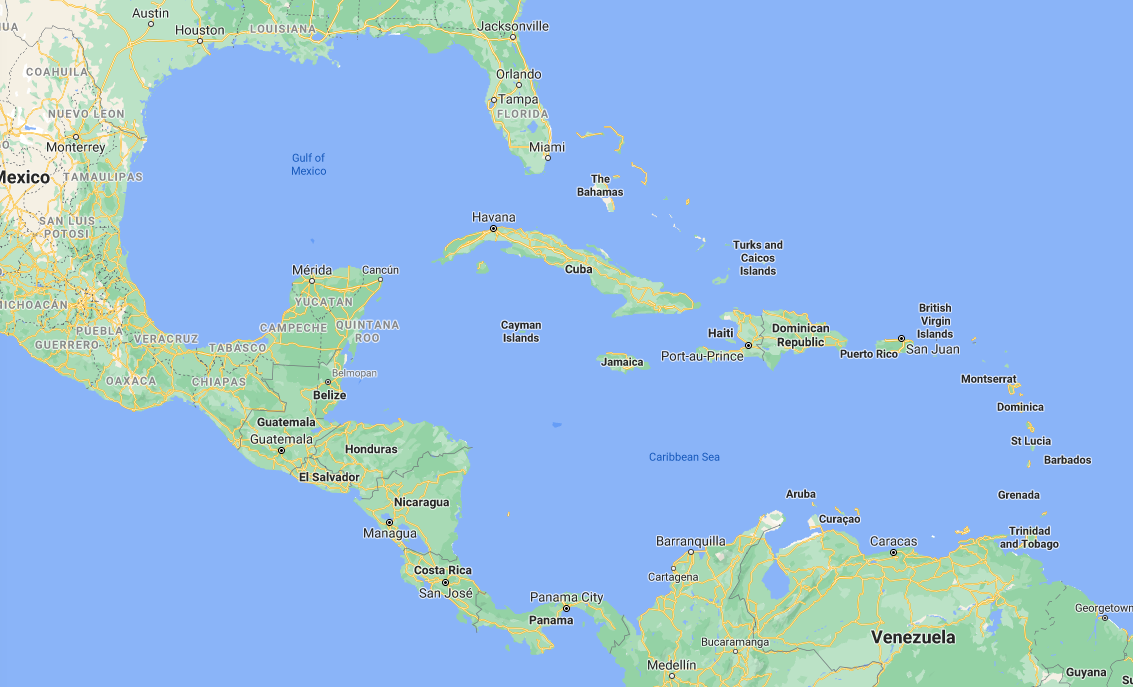 Austin
Houston
LOUISIANA
Jacksonville
COAHUILA
Orlando
Tampa
FLORIDA
NUEVO LEON
Monterrey
Miami
Gulf of
Mexico
Mexico
TAMAULIPAS
The
Bahamas
SAN LUIS
POTOSI
Havana
Turks and
Caicos
Islands
Mérida
Cancún
Cuba
YUCATAN
MICHOACÁN
CAMPECHE
QUINTANA
ROO
Cayman
Islands
British
Virgin
Islands
PUEBLA
VERACRUZ
GUERRERO
TABASCO
Haiti
Dominican
Republic
Port-au-Prince
Puerto Rico
San Juan
Jamaica
OAXACA
CHIAPAS
Belmopan
Belize
Montserrat
Dominica
Guatemala
Guatemala
Honduras
St Lucia
Barbados
Caribbean Sea
El Salvador
Nicaragua
Aruba
Grenada
Managua
Curaçao
Trinidad
and Tobago
Barranquilla
Caracas
Costa Rica
Cartagena
San José
Panama City
Panama
Georgetown
Bucaramanga
Venezuela
Medellín
Guyana